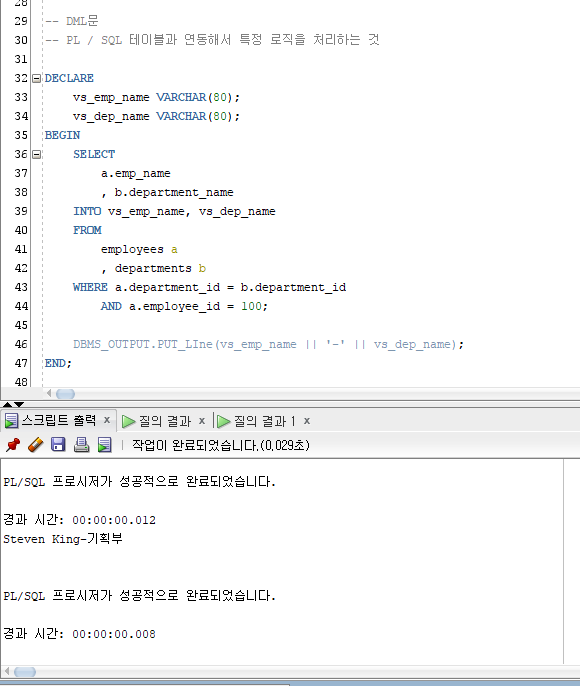 28
29 -- DML문
30 -- PL / SQL 테이블과 연동해서 특정 로직을 처리하는 것
31
32 DECLARE
33 vs_emp_name VARCHAR(80);
34 vs_dep_name VARCHAR(80);
35 BEGIN
36 SELECT
37 a.emp_name
38 , b.department_name
39 INTO vs_emp_name, vs_dep_name
40 FROM
41 employees a
42 , departments b
43 WHERE a.department_id = b.department_id
44 AND a.employee_id = 100;
45
46 DBMS_OUTPUT.PUT_LIne(vs_emp_name || '-' || vs_dep_name);
47 END;
48
스크립트 출력 x 질의 결과 x 질의 결과 1 x
작업이 완료되었습니다.(0.029초)
PL/SQL 프로시저가 성공적으로 완료되었습니다.
경과 시간: 00:00:00.012
Steven King-기획부
PL/SQL 프로시저가 성공적으로 완료되었습니다.
경과 시간: 00:00:00.008